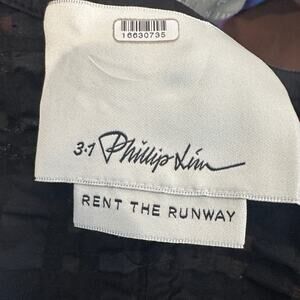 16630735
3.1 Phillip Lim
RENT THE RUNWAY